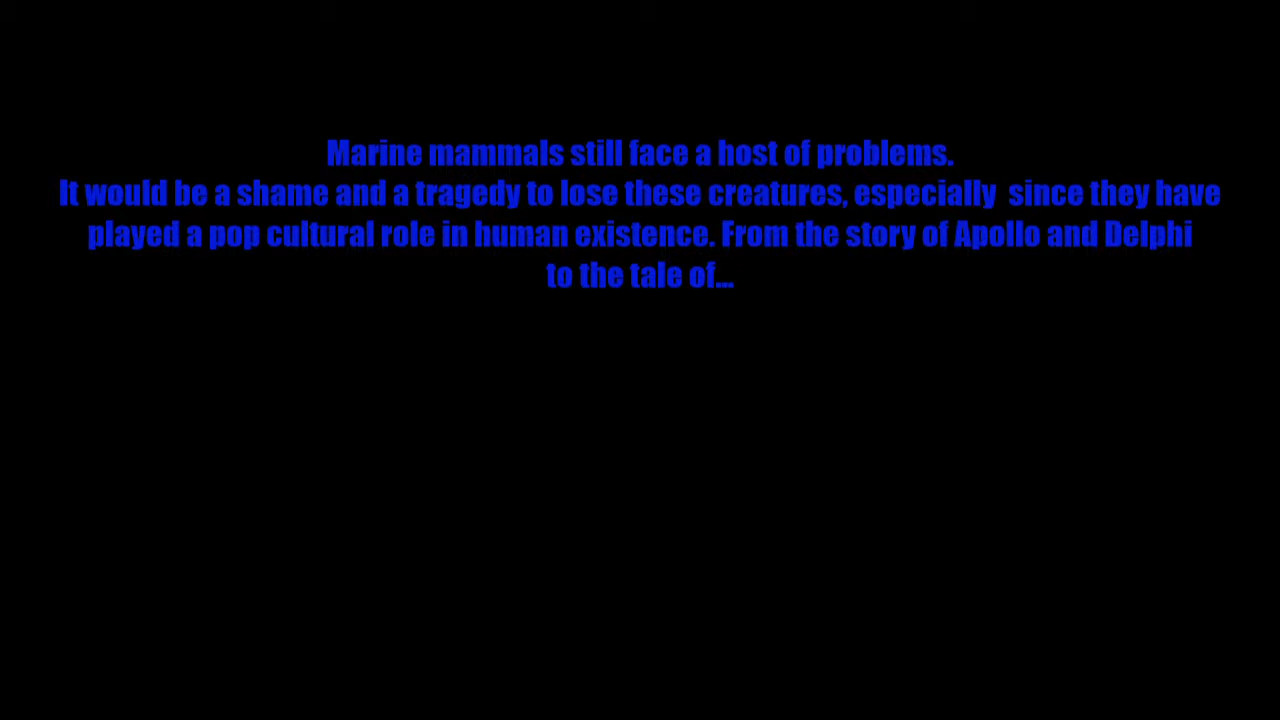 Marine mammals still face a host of problems.
It would be a shame and a tragedy to lose these creatures, especially  since they have
played a pop cultural role in human existence. From the story of Apollo and Delphi
to the tale of...